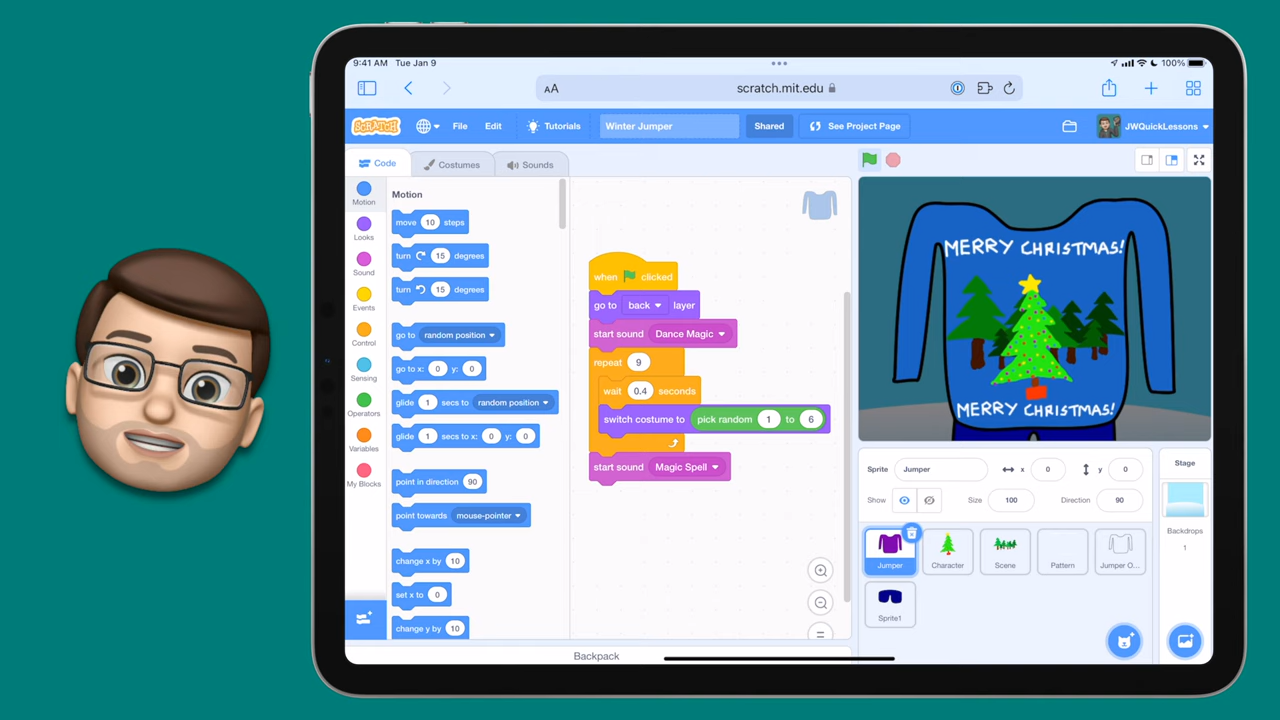 9:41 AM Tue Jan 9
100%
AA
scratch.mit.edu
SCRATCH
File
Edit
Tutorials
Winter Jumper
Shared
See Project Page
JWQuickLessons
Code
Costumes
Sounds
Motion
Looks
Sound
Events
Control
Sensing
Operators
Variables
My Blocks
Motion
move 10 steps
turn 15 degrees
turn 15 degrees
go to random position
go to x: 0 y: 0
glide 1 secs to random position
glide 1 secs to x: 0 y: 0
point in direction 90
point towards mouse-pointer
change x by 10
set x to 0
change y by 10
when clicked
go to back layer
start sound Dance Magic
repeat 9
wait 0.4 seconds
switch costume to pick random 1 to 6
start sound Magic Spell
Backpack
MERRY CHRISTMAS!
MERRY CHRISTMAS!
Sprite Jumper x 0 y 0
Show Size 100 Direction 90
Jumper
Character
Scene
Pattern
Jumper O...
Sprite1
Stage
Backdrops
1